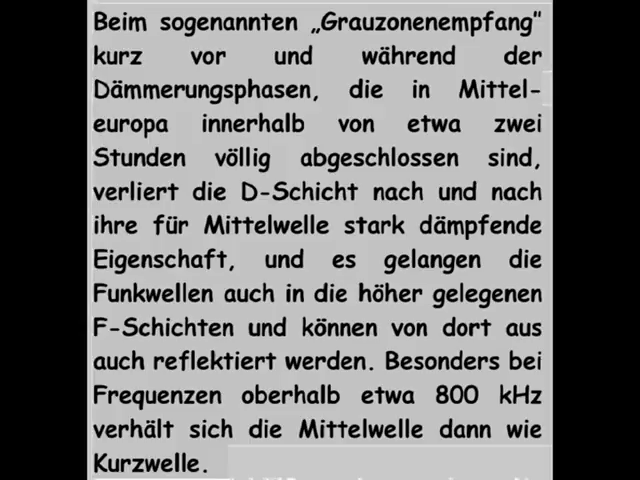 Beim sogenannten „Grauzonenempfang"
kurz vor und während der
Dämmerungsphasen, die in Mittel-
europa innerhalb von etwa zwei
Stunden völlig abgeschlossen sind,
verliert die D-Schicht nach und nach
ihre für Mittelwelle stark dämpfende
Eigenschaft, und es gelangen die
Funkwellen auch in die höher gelegenen
F-Schichten und können von dort aus
auch reflektiert werden. Besonders bei
Frequenzen oberhalb etwa 800 kHz
verhält sich die Mittelwelle dann wie
Kurzwelle.